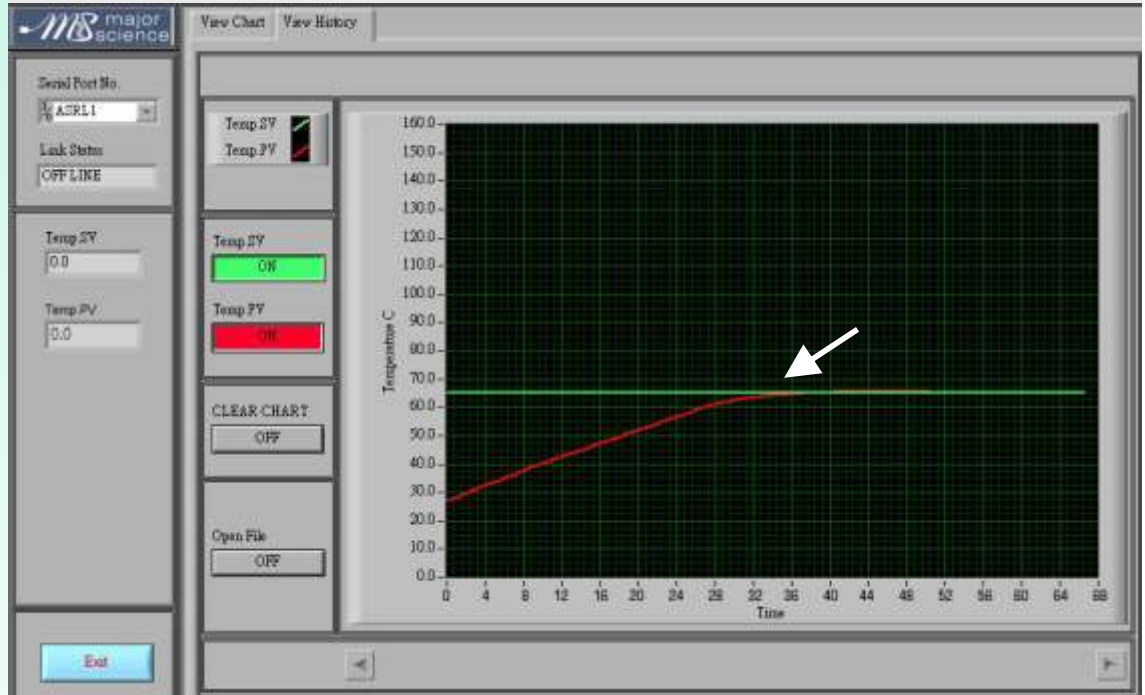 major
science
View Chart View History
Serial Port No.
ASRL1
Link Status
OFF LINE
Temp SV
0.0
Temp PV
0.0
Exit
Temp.SV
Temp.PV
Temp.SV
ON
Temp.PV
ON
CLEAR CHART
OFF
Open File
OFF
Temperature C
160.0
150.0
140.0
130.0
120.0
110.0
100.0
90.0
80.0
70.0
60.0
50.0
40.0
30.0
20.0
10.0
0.0
0 4 8 12 16 20 24 28 32 36 40 44 48 52 56 60 64 68
Time